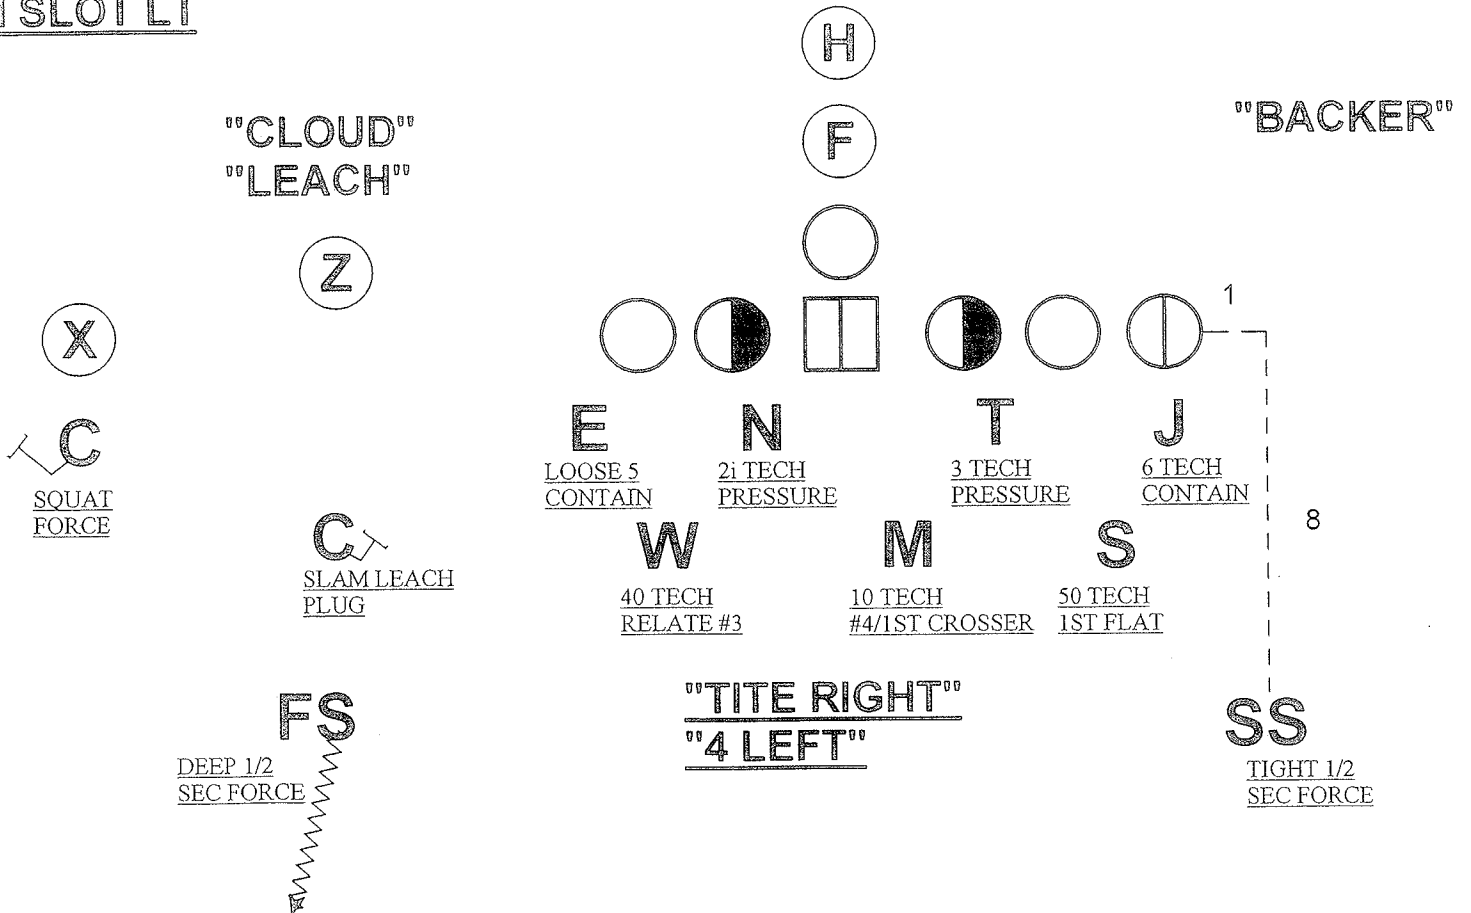 SLOT LT
H
"CLOUD"
"LEACH"
F
"BACKER"
Z
X
1
C
SQUAT
FORCE
E
LOOSE 5
CONTAIN
N
2i TECH
PRESSURE
T
3 TECH
PRESSURE
J
6 TECH
CONTAIN
8
C
SLAM LEACH
PLUG
W
40 TECH
RELATE #3
M
10 TECH
#4/1ST CROSSER
S
50 TECH
1ST FLAT
FS
DEEP 1/2
SEC FORCE
"TITE RIGHT"
"4 LEFT"
SS
TIGHT 1/2
SEC FORCE